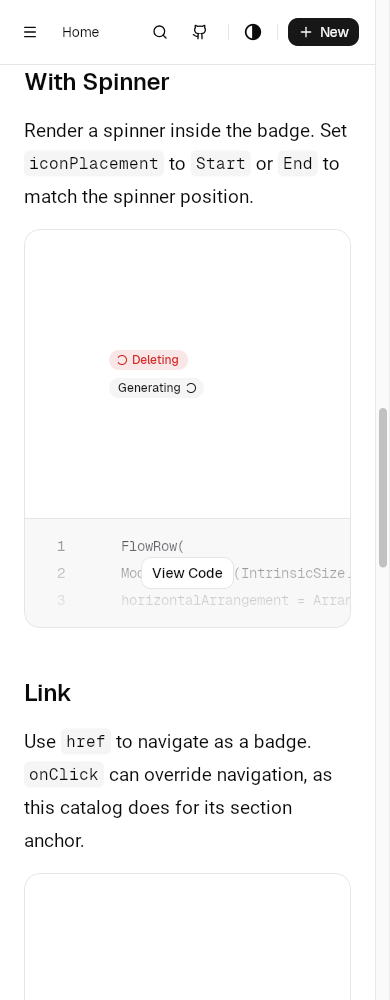 Home
New
With Spinner
Render a spinner inside the badge. Set
iconPlacement to Start or End to
match the spinner position.
Deleting
Generating
1 FlowRow(
2 View Code (IntrinsicSize.
3 horizontalArrangement = Arran
Link
Use href to navigate as a badge.
onClick can override navigation, as
this catalog does for its section
anchor.